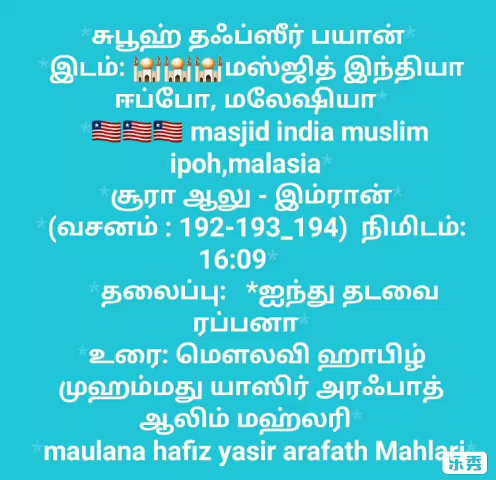 *சுபூஹ் தஃப்ஸீர் பயான்*
*இடம்: 🕌🕌🕌மஸ்ஜித் இந்தியா
ஈப்போ, மலேஷியா*
*🇱🇷🇱🇷🇱🇷 masjid india muslim
ipoh,malasia*
*சூரா ஆலு - இம்ரான்*
*(வசனம் : 192-193_194) நிமிடம்:
16:09*
*தலைப்பு: *ஐந்து தடவை
ரப்பனா*
*உரை: மௌலவி ஹாபிழ்
முஹம்மது யாஸிர் அரஃபாத்
ஆலிம் மஹ்லரி*
*maulana hafiz yasir arafath Mahlari
乐秀